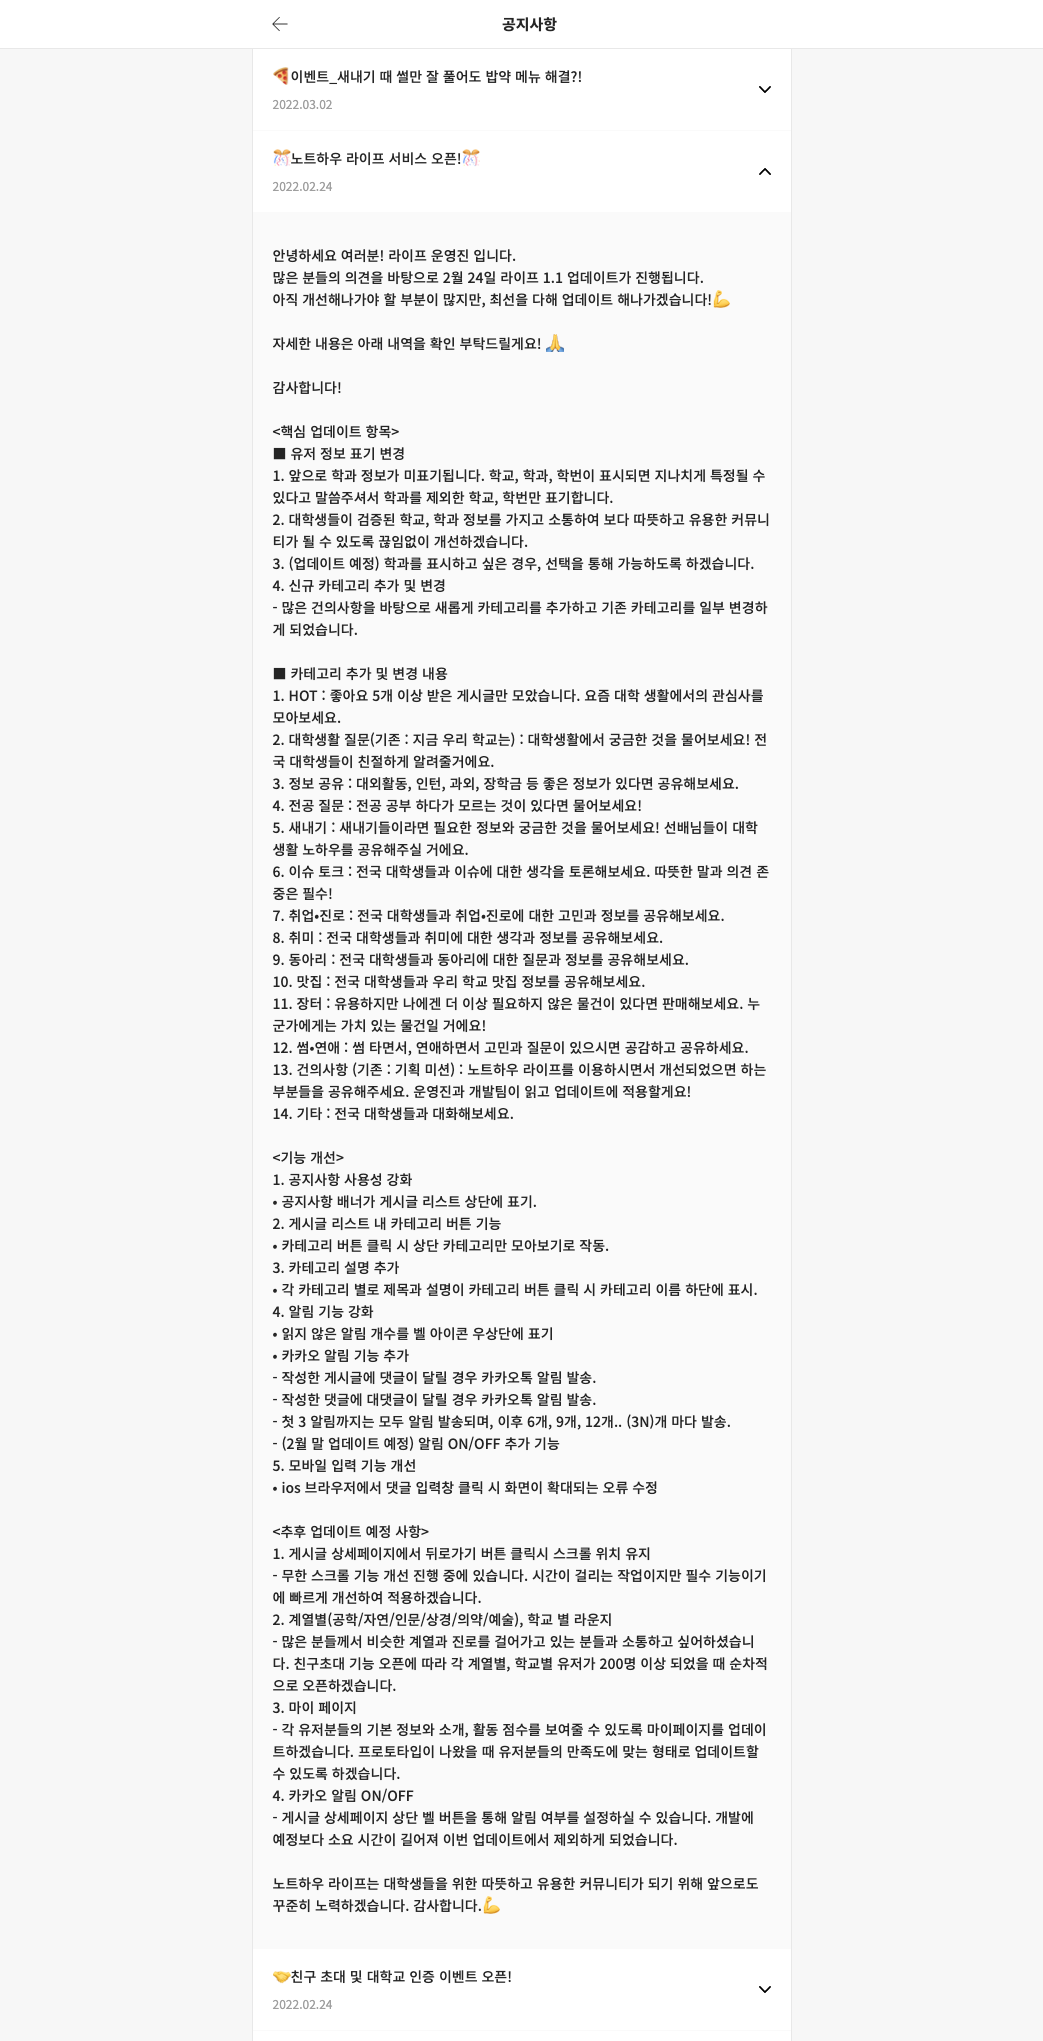 공지사항
🍕이벤트_새내기 때 썰만 잘 풀어도 밥약 메뉴 해결?!
2022.03.02
🎊노트하우 라이프 서비스 오픈!🎊
2022.02.24
안녕하세요 여러분! 라이프 운영진 입니다.
많은 분들의 의견을 바탕으로 2월 24일 라이프 1.1 업데이트가 진행됩니다.
아직 개선해나가야 할 부분이 많지만, 최선을 다해 업데이트 해나가겠습니다!💪
자세한 내용은 아래 내역을 확인 부탁드릴게요! 🙏
감사합니다!
<핵심 업데이트 항목>
■ 유저 정보 표기 변경
1. 앞으로 학과 정보가 미표기됩니다. 학교, 학과, 학번이 표시되면 지나치게 특정될 수
있다고 말씀주셔서 학과를 제외한 학교, 학번만 표기합니다.
2. 대학생들이 검증된 학교, 학과 정보를 가지고 소통하여 보다 따뜻하고 유용한 커뮤니
티가 될 수 있도록 끊임없이 개선하겠습니다.
3. (업데이트 예정) 학과를 표시하고 싶은 경우, 선택을 통해 가능하도록 하겠습니다.
4. 신규 카테고리 추가 및 변경
- 많은 건의사항을 바탕으로 새롭게 카테고리를 추가하고 기존 카테고리를 일부 변경하
게 되었습니다.
■ 카테고리 추가 및 변경 내용
1. HOT : 좋아요 5개 이상 받은 게시글만 모았습니다. 요즘 대학 생활에서의 관심사를
모아보세요.
2. 대학생활 질문(기존 : 지금 우리 학교는) : 대학생활에서 궁금한 것을 물어보세요! 전
국 대학생들이 친절하게 알려줄거에요.
3. 정보 공유 : 대외활동, 인턴, 과외, 장학금 등 좋은 정보가 있다면 공유해보세요.
4. 전공 질문 : 전공 공부 하다가 모르는 것이 있다면 물어보세요!
5. 새내기 : 새내기들이라면 필요한 정보와 궁금한 것을 물어보세요! 선배님들이 대학
생활 노하우를 공유해주실 거에요.
6. 이슈 토크 : 전국 대학생들과 이슈에 대한 생각을 토론해보세요. 따뜻한 말과 의견 존
중은 필수!
7. 취업•진로 : 전국 대학생들과 취업•진로에 대한 고민과 정보를 공유해보세요.
8. 취미 : 전국 대학생들과 취미에 대한 생각과 정보를 공유해보세요.
9. 동아리 : 전국 대학생들과 동아리에 대한 질문과 정보를 공유해보세요.
10. 맛집 : 전국 대학생들과 우리 학교 맛집 정보를 공유해보세요.
11. 장터 : 유용하지만 나에겐 더 이상 필요하지 않은 물건이 있다면 판매해보세요. 누
군가에게는 가치 있는 물건일 거에요!
12. 썸•연애 : 썸 타면서, 연애하면서 고민과 질문이 있으시면 공감하고 공유하세요.
13. 건의사항 (기존 : 기획 미션) : 노트하우 라이프를 이용하시면서 개선되었으면 하는
부분들을 공유해주세요. 운영진과 개발팀이 읽고 업데이트에 적용할게요!
14. 기타 : 전국 대학생들과 대화해보세요.
<기능 개선>
1. 공지사항 사용성 강화
• 공지사항 배너가 게시글 리스트 상단에 표기.
2. 게시글 리스트 내 카테고리 버튼 기능
• 카테고리 버튼 클릭 시 상단 카테고리만 모아보기로 작동.
3. 카테고리 설명 추가
• 각 카테고리 별로 제목과 설명이 카테고리 버튼 클릭 시 카테고리 이름 하단에 표시.
4. 알림 기능 강화
• 읽지 않은 알림 개수를 벨 아이콘 우상단에 표기
• 카카오 알림 기능 추가
- 작성한 게시글에 댓글이 달릴 경우 카카오톡 알림 발송.
- 작성한 댓글에 대댓글이 달릴 경우 카카오톡 알림 발송.
- 첫 3 알림까지는 모두 알림 발송되며, 이후 6개, 9개, 12개.. (3N)개 마다 발송.
- (2월 말 업데이트 예정) 알림 ON/OFF 추가 기능
5. 모바일 입력 기능 개선
• ios 브라우저에서 댓글 입력창 클릭 시 화면이 확대되는 오류 수정
<추후 업데이트 예정 사항>
1. 게시글 상세페이지에서 뒤로가기 버튼 클릭시 스크롤 위치 유지
- 무한 스크롤 기능 개선 진행 중에 있습니다. 시간이 걸리는 작업이지만 필수 기능이기
에 빠르게 개선하여 적용하겠습니다.
2. 계열별(공학/자연/인문/상경/의약/예술), 학교 별 라운지
- 많은 분들께서 비슷한 계열과 진로를 걸어가고 있는 분들과 소통하고 싶어하셨습니
다. 친구초대 기능 오픈에 따라 각 계열별, 학교별 유저가 200명 이상 되었을 때 순차적
으로 오픈하겠습니다.
3. 마이 페이지
- 각 유저분들의 기본 정보와 소개, 활동 점수를 보여줄 수 있도록 마이페이지를 업데이
트하겠습니다. 프로토타입이 나왔을 때 유저분들의 만족도에 맞는 형태로 업데이트할
수 있도록 하겠습니다.
4. 카카오 알림 ON/OFF
- 게시글 상세페이지 상단 벨 버튼을 통해 알림 여부를 설정하실 수 있습니다. 개발에
예정보다 소요 시간이 길어져 이번 업데이트에서 제외하게 되었습니다.
노트하우 라이프는 대학생들을 위한 따뜻하고 유용한 커뮤니티가 되기 위해 앞으로도
꾸준히 노력하겠습니다. 감사합니다.💪
🤝친구 초대 및 대학교 인증 이벤트 오픈!
2022.02.24